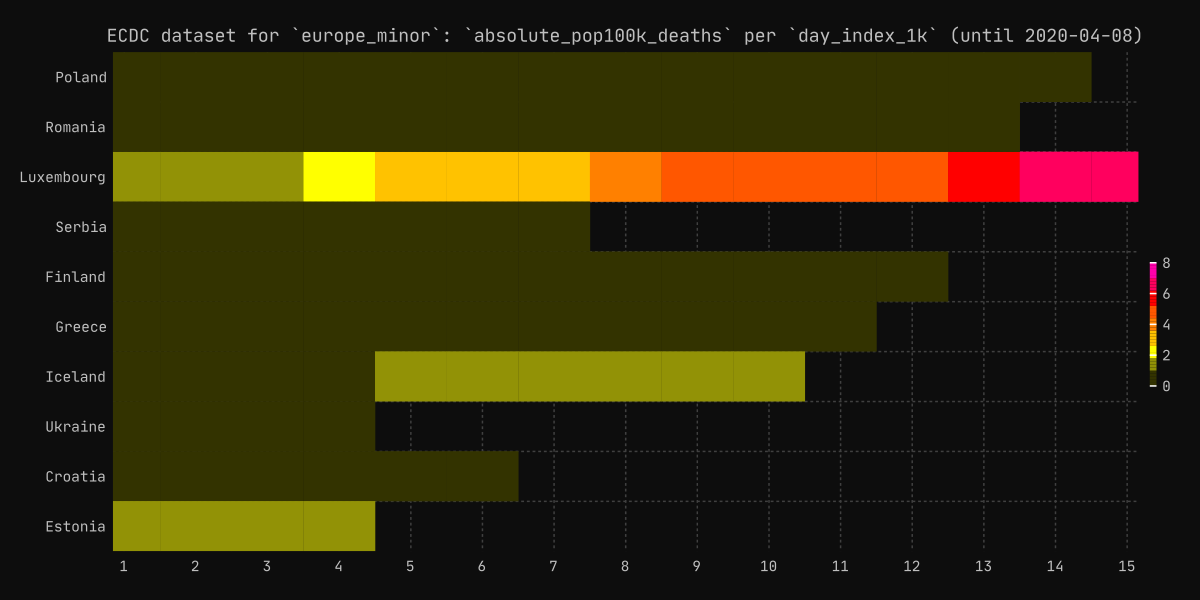 ECDC dataset for `europe_minor`: `absolute_pop100k_deaths` per `day_index_1k` (until 2020-04-08)
Poland
Romania
Luxembourg
Serbia
Finland
Greece
Iceland
Ukraine
Croatia
Estonia
8
6
4
2
0
1 2 3 4 5 6 7 8 9 10 11 12 13 14 15